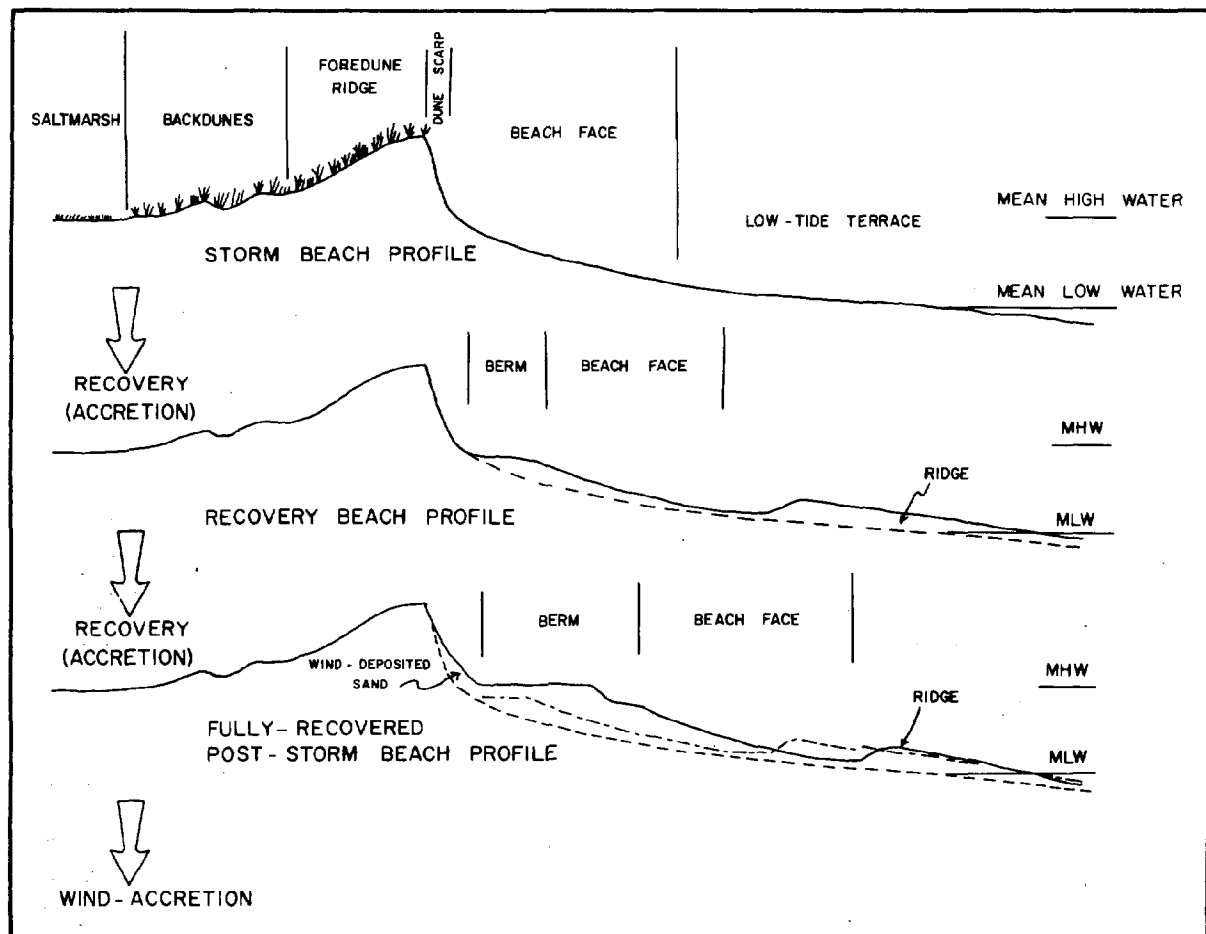 SALTMARSH
BACKDUNES
FOREDUNE
RIDGE
DUNE SCARP
BEACH FACE
LOW-TIDE TERRACE
MEAN HIGH WATER
MEAN LOW WATER
STORM BEACH PROFILE
RECOVERY
(ACCRETION)
BERM
BEACH FACE
MHW
RIDGE
MLW
RECOVERY BEACH PROFILE
RECOVERY
(ACCRETION)
BERM
BEACH FACE
WIND-DEPOSITED
SAND
MHW
RIDGE
MLW
FULLY-RECOVERED
POST-STORM BEACH PROFILE
WIND-ACCRETION